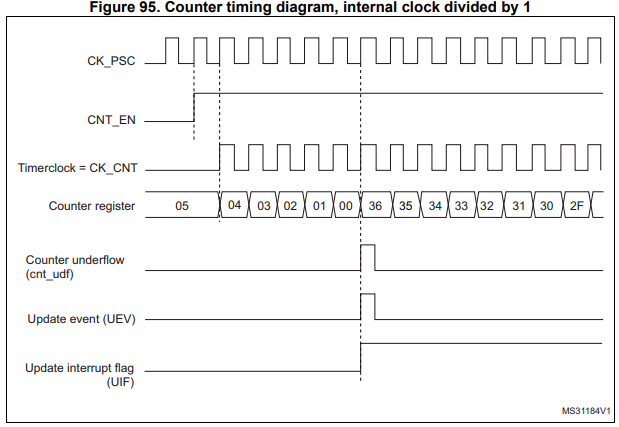 Figure 95. Counter timing diagram, internal clock divided by 1
CK_PSC
CNT_EN
Timerclock = CK_CNT
Counter register
05 04 03 02 01 00 36 35 34 33 32 31 30 2F
Counter underflow
(cnt_udf)
Update event (UEV)
Update interrupt flag
(UIF)
MS31184V1